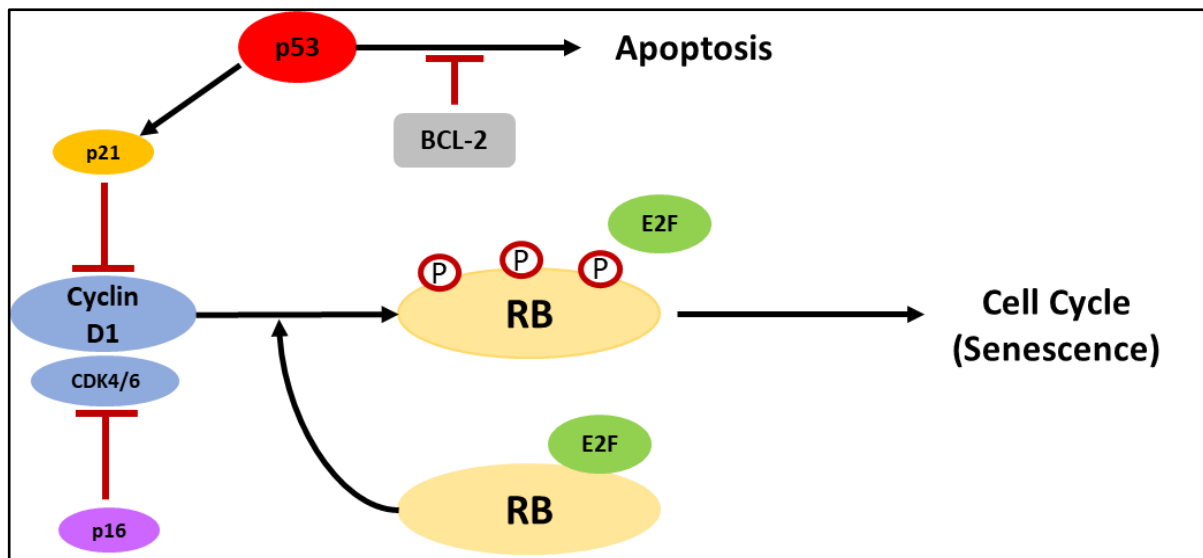 p53
Apoptosis
BCL-2
p21
E2F
P
P
P
Cyclin
D1
RB
Cell Cycle
(Senescence)
CDK4/6
E2F
RB
p16